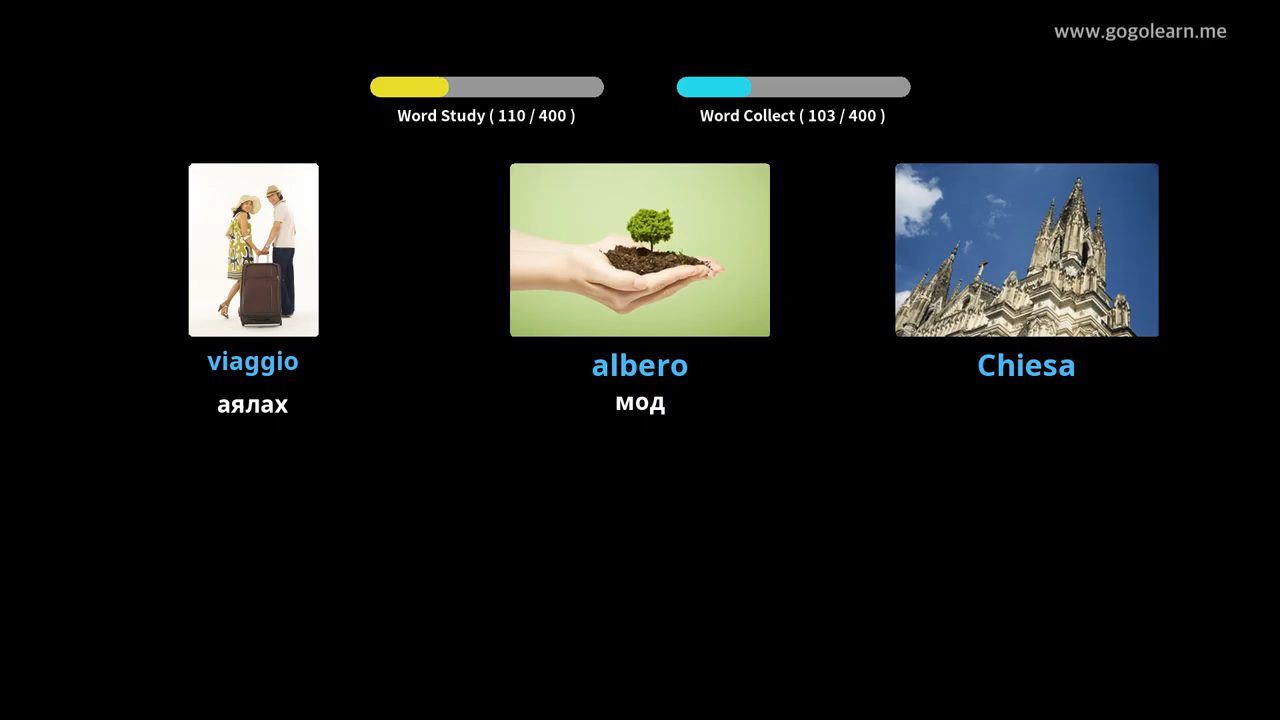 www.gogolearn.me
Word Study ( 110 / 400 )
Word Collect ( 103 / 400 )
viaggio
аялах
albero
мод
Chiesa